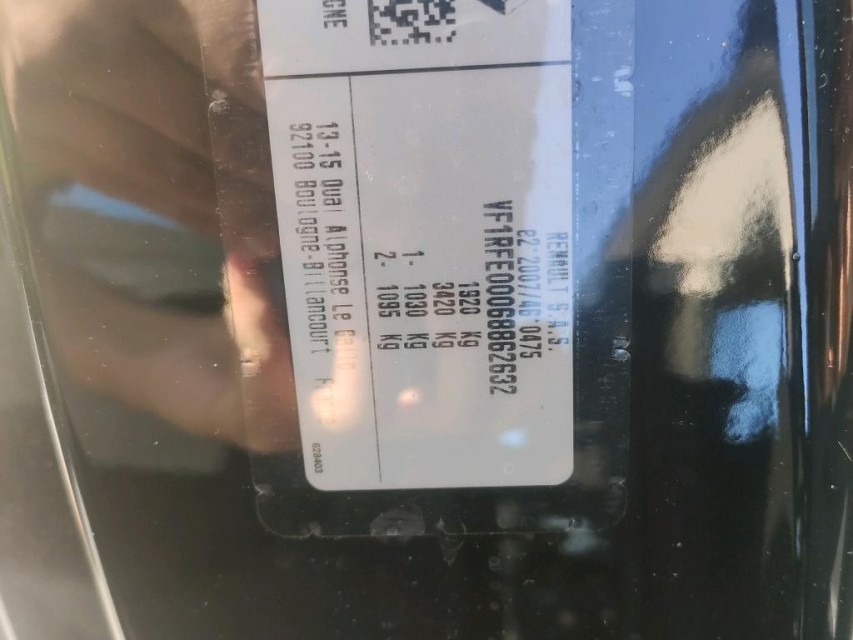 RENAULT S.A.S.
e2*2007/46*0475
VF1RFE00068862632
1920 kg
3420 kg
1- 1030 kg
2- 1095 kg
13-15 Quai Alphonse Le Gallo
92100 Boulogne-Billancourt
628403